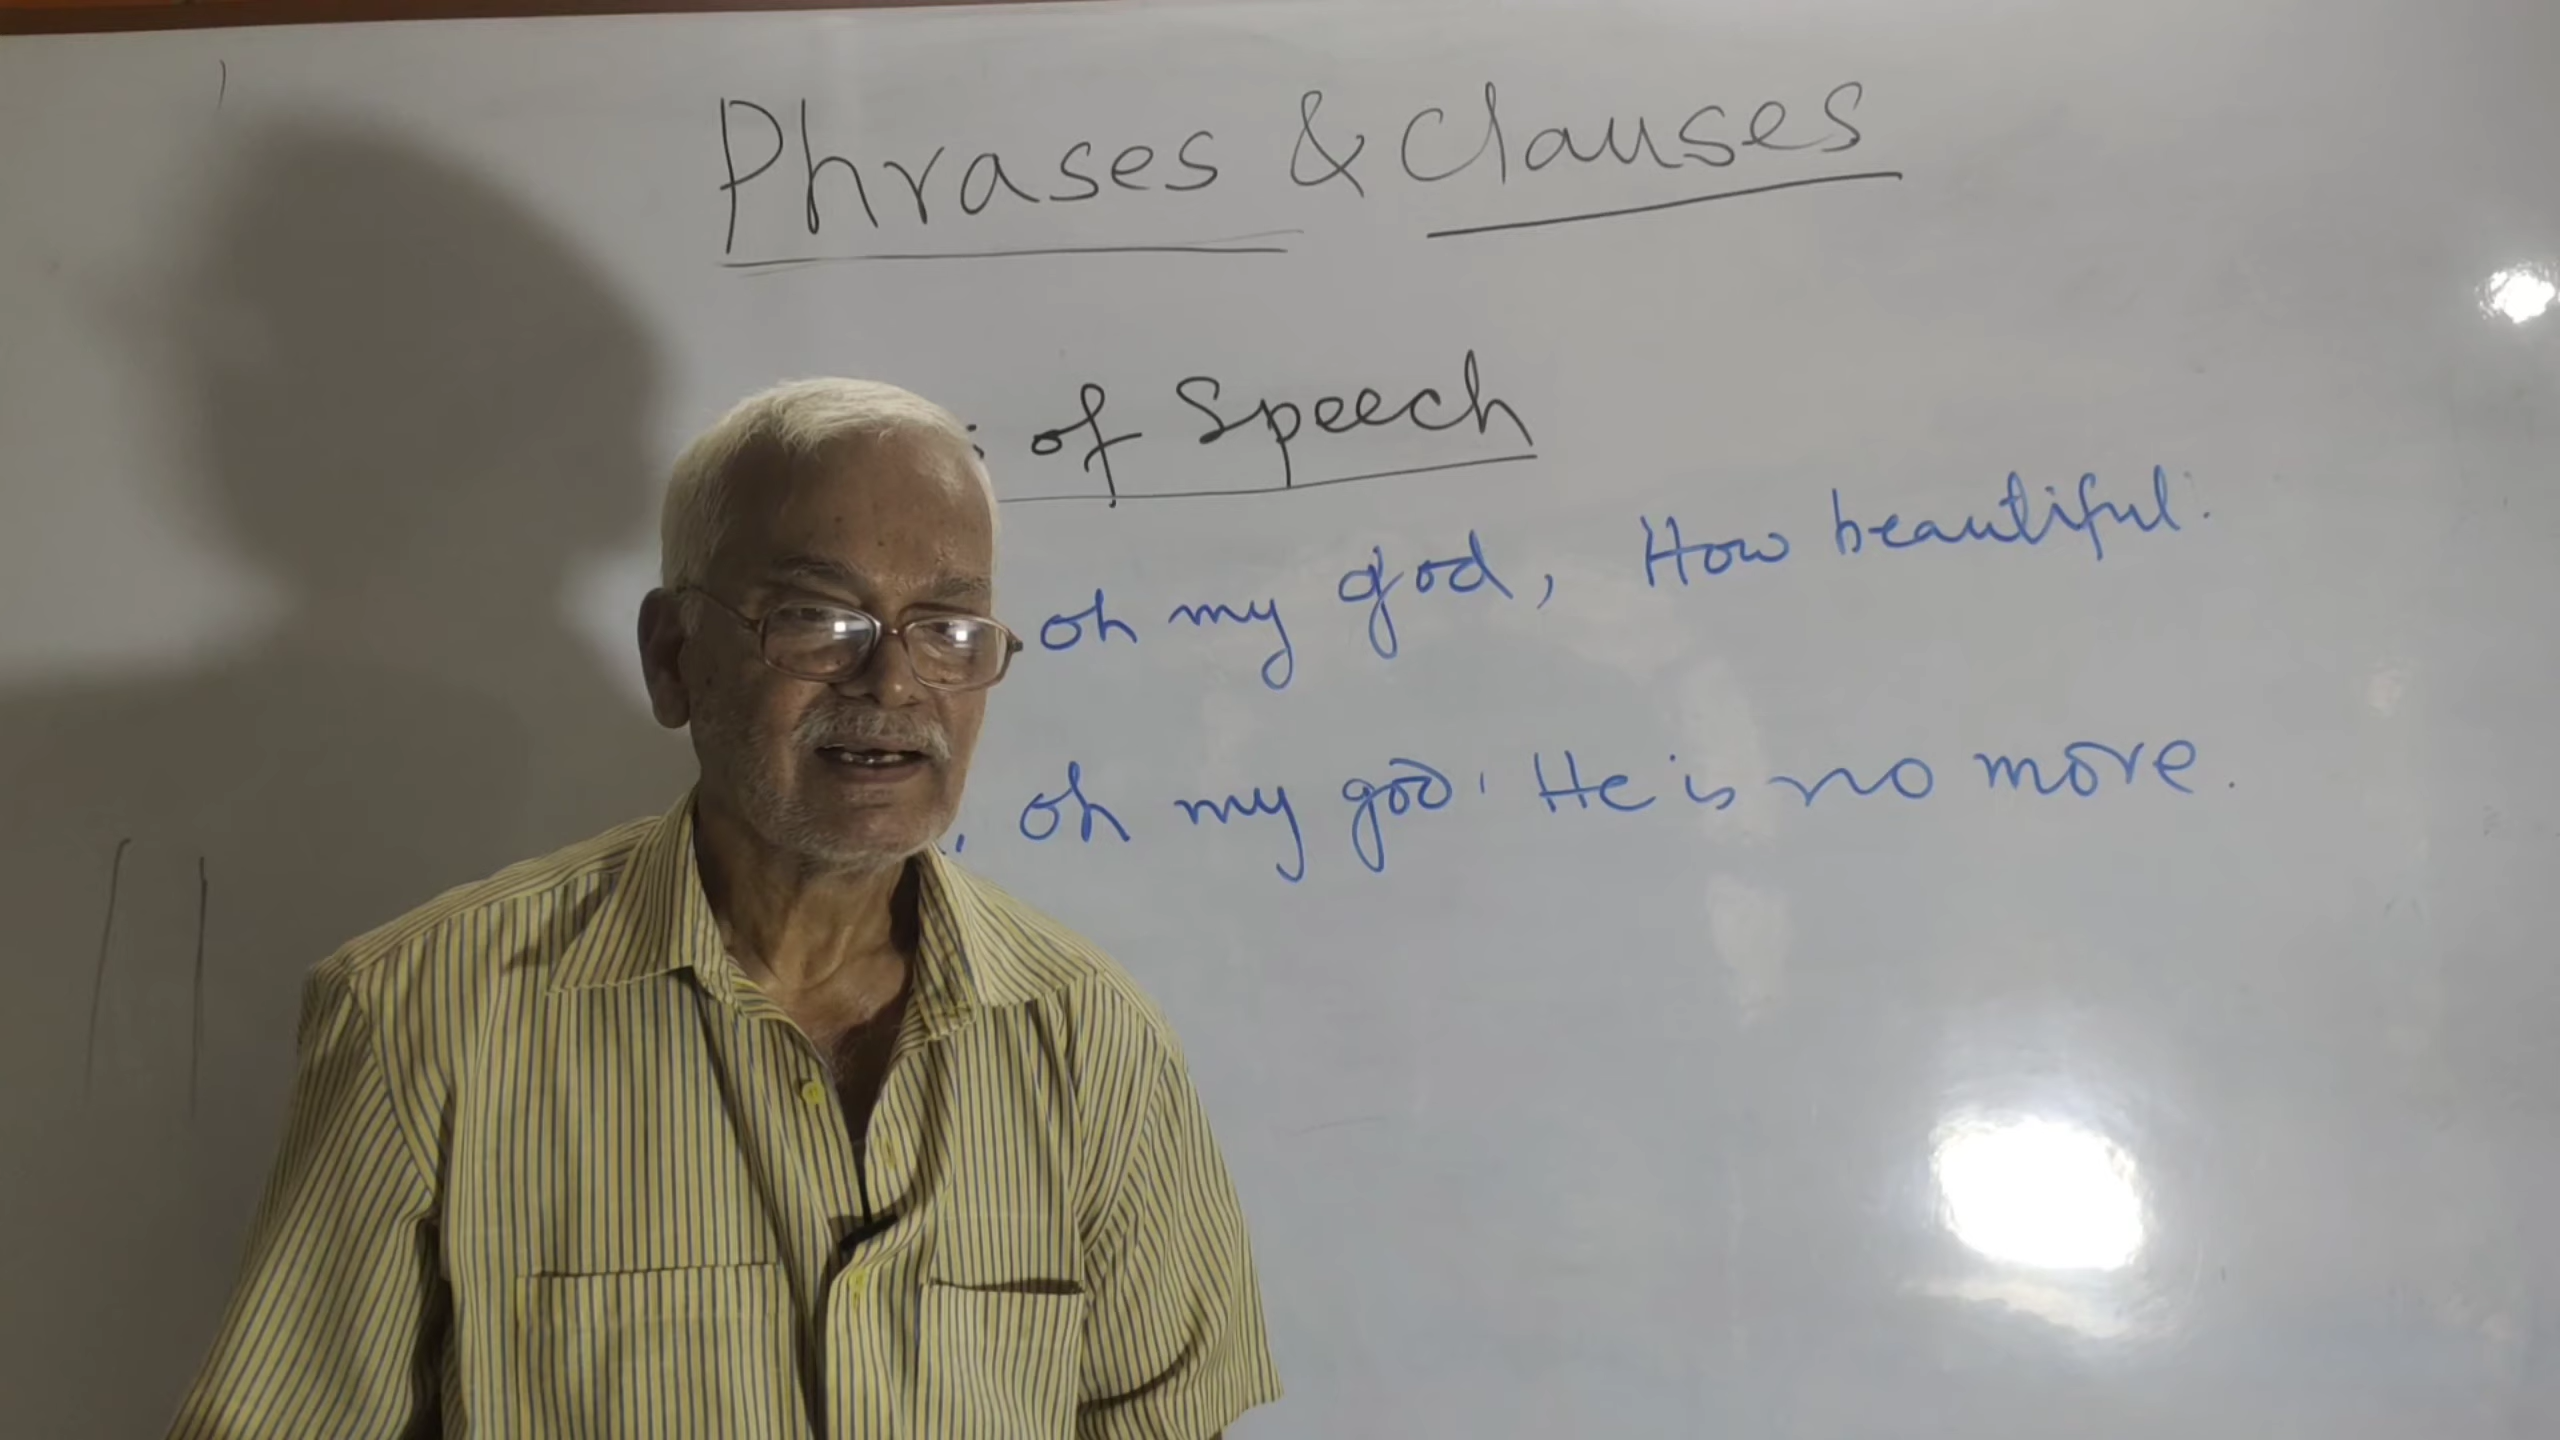 Phrases & Clauses
of Speech
oh my god, How beautiful.
oh my god, He is no more.